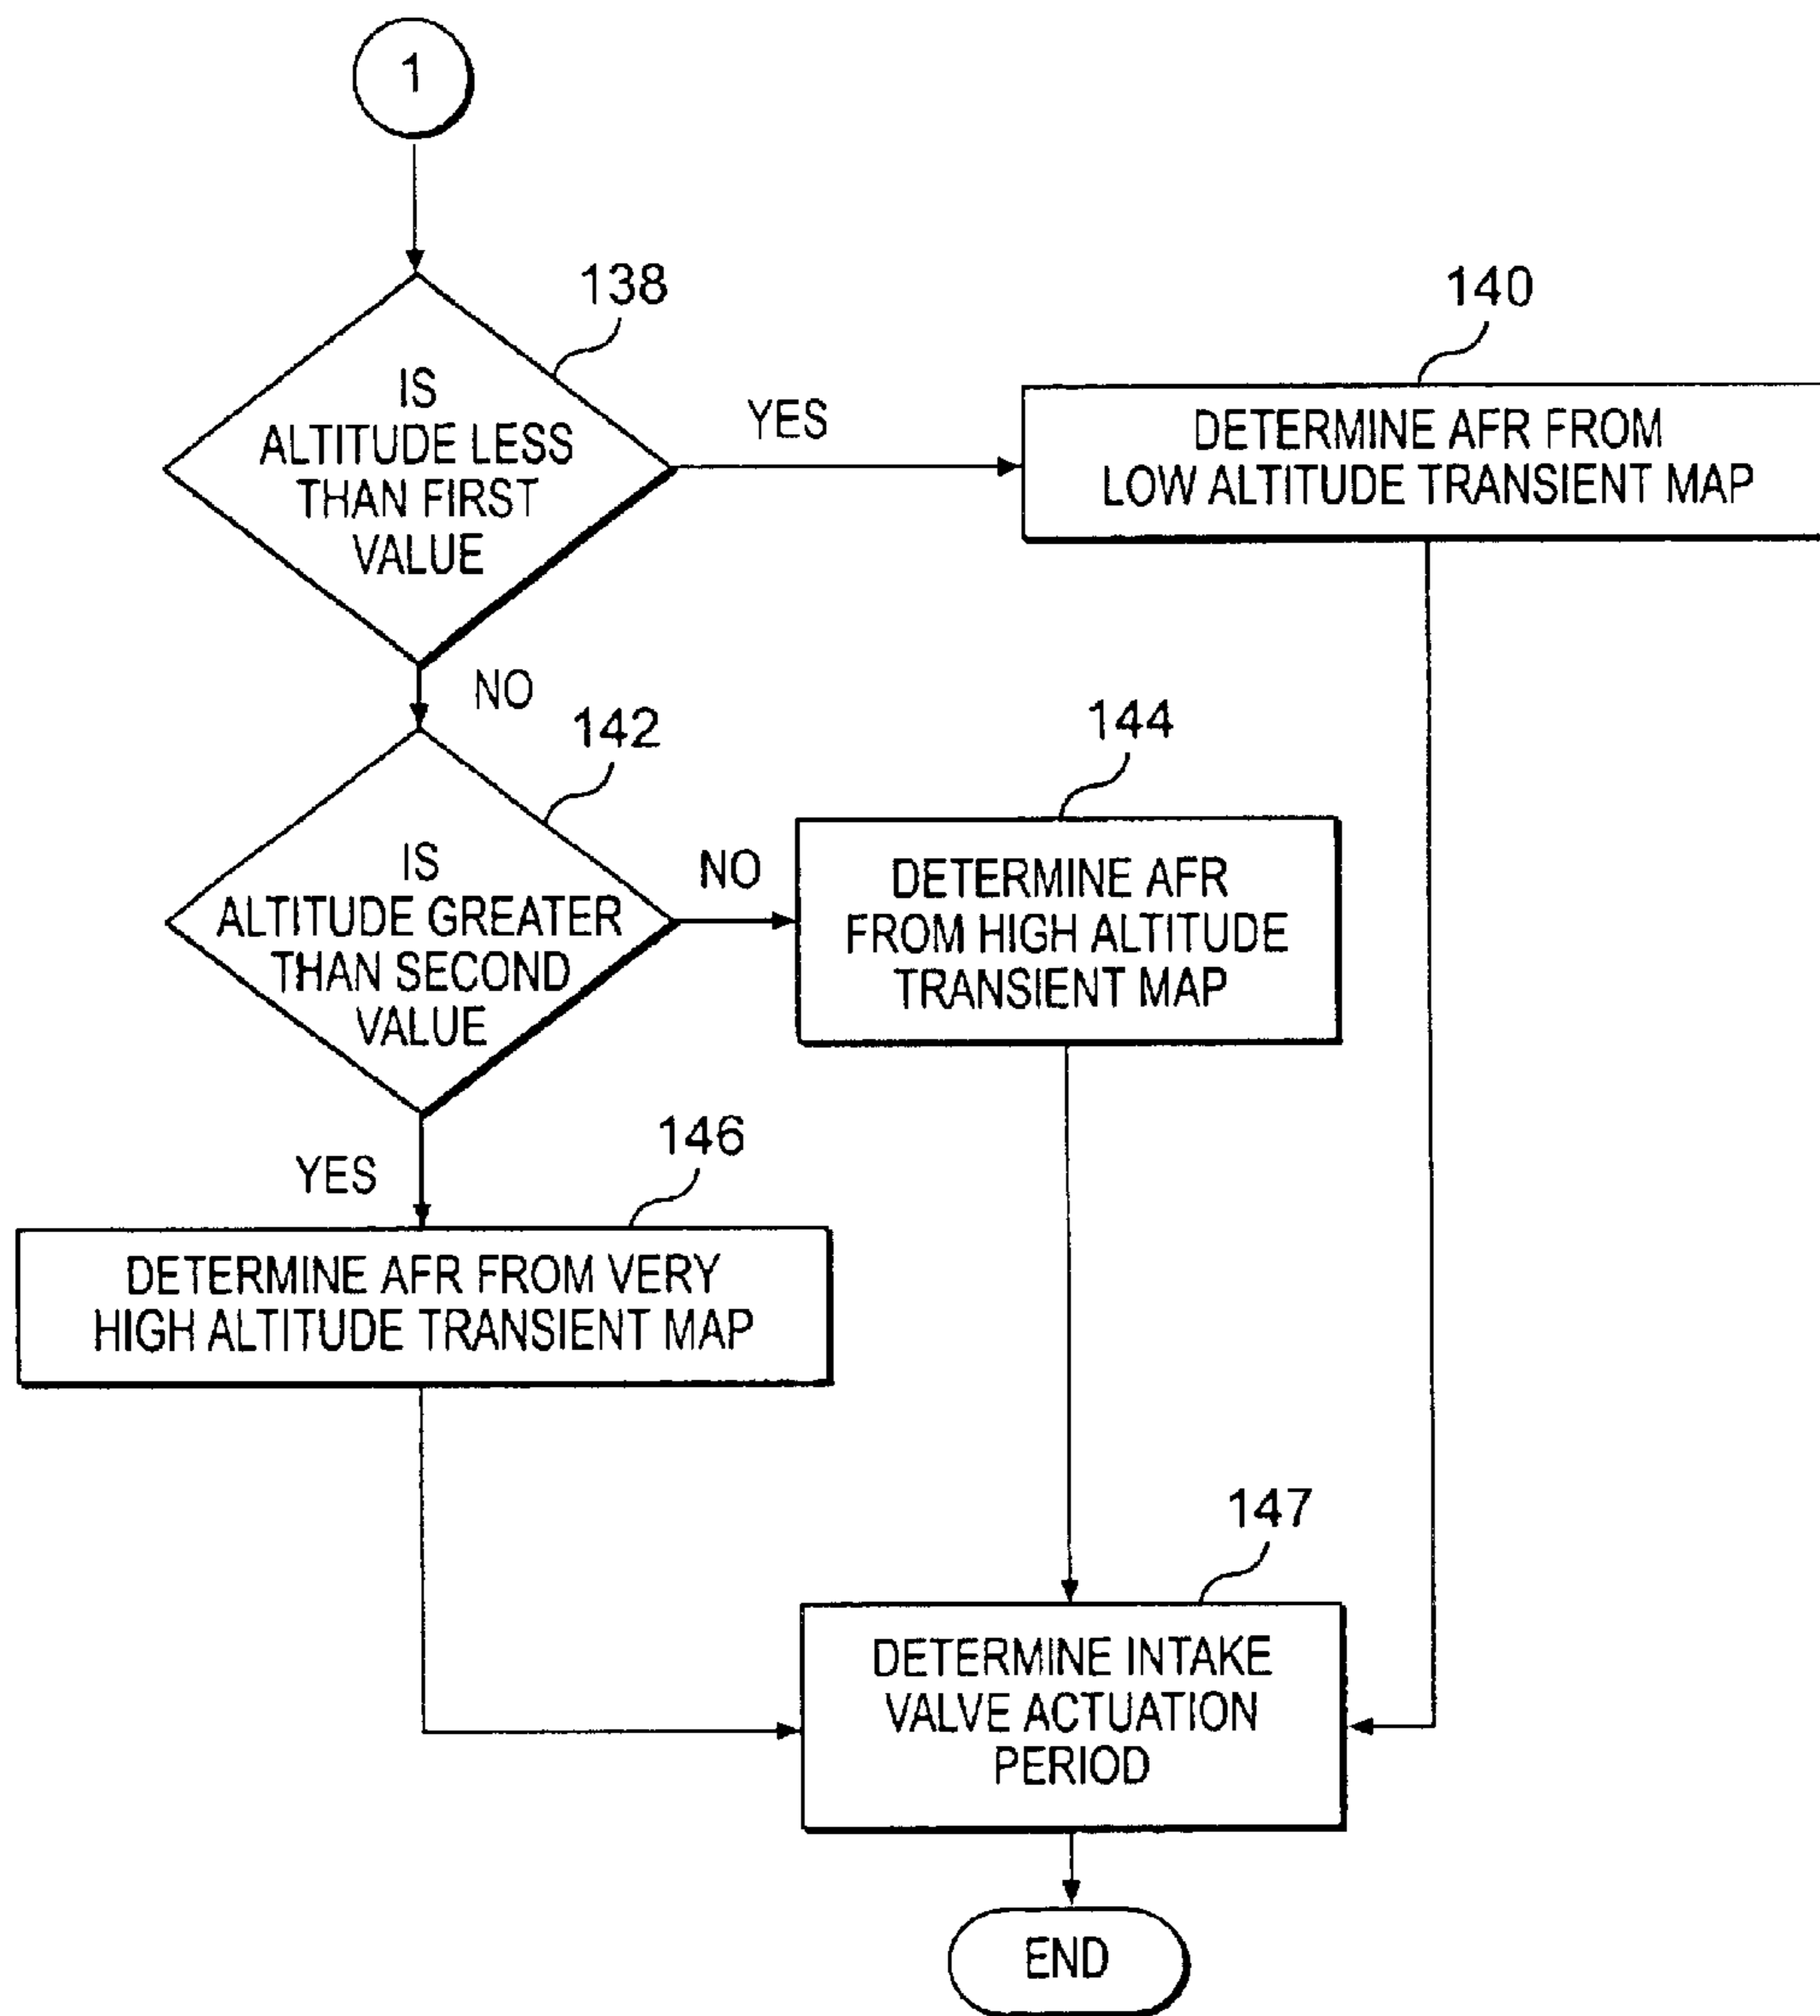 1
138
IS
ALTITUDE LESS
THAN FIRST
VALUE
YES
140
DETERMINE AFR FROM
LOW ALTITUDE TRANSIENT MAP
NO
142
IS
ALTITUDE GREATER
THAN SECOND
VALUE
NO
144
DETERMINE AFR
FROM HIGH ALTITUDE
TRANSIENT MAP
YES
146
DETERMINE AFR FROM VERY
HIGH ALTITUDE TRANSIENT MAP
147
DETERMINE INTAKE
VALVE ACTUATION
PERIOD
END